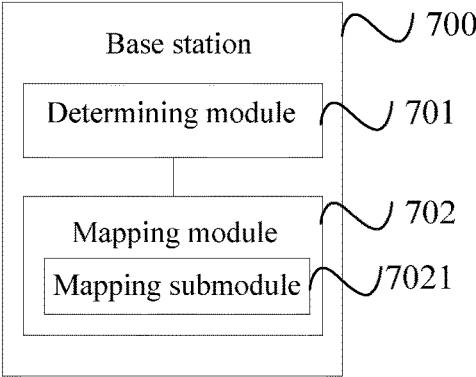 Base station
700
Determining module
701
Mapping module
702
Mapping submodule
7021